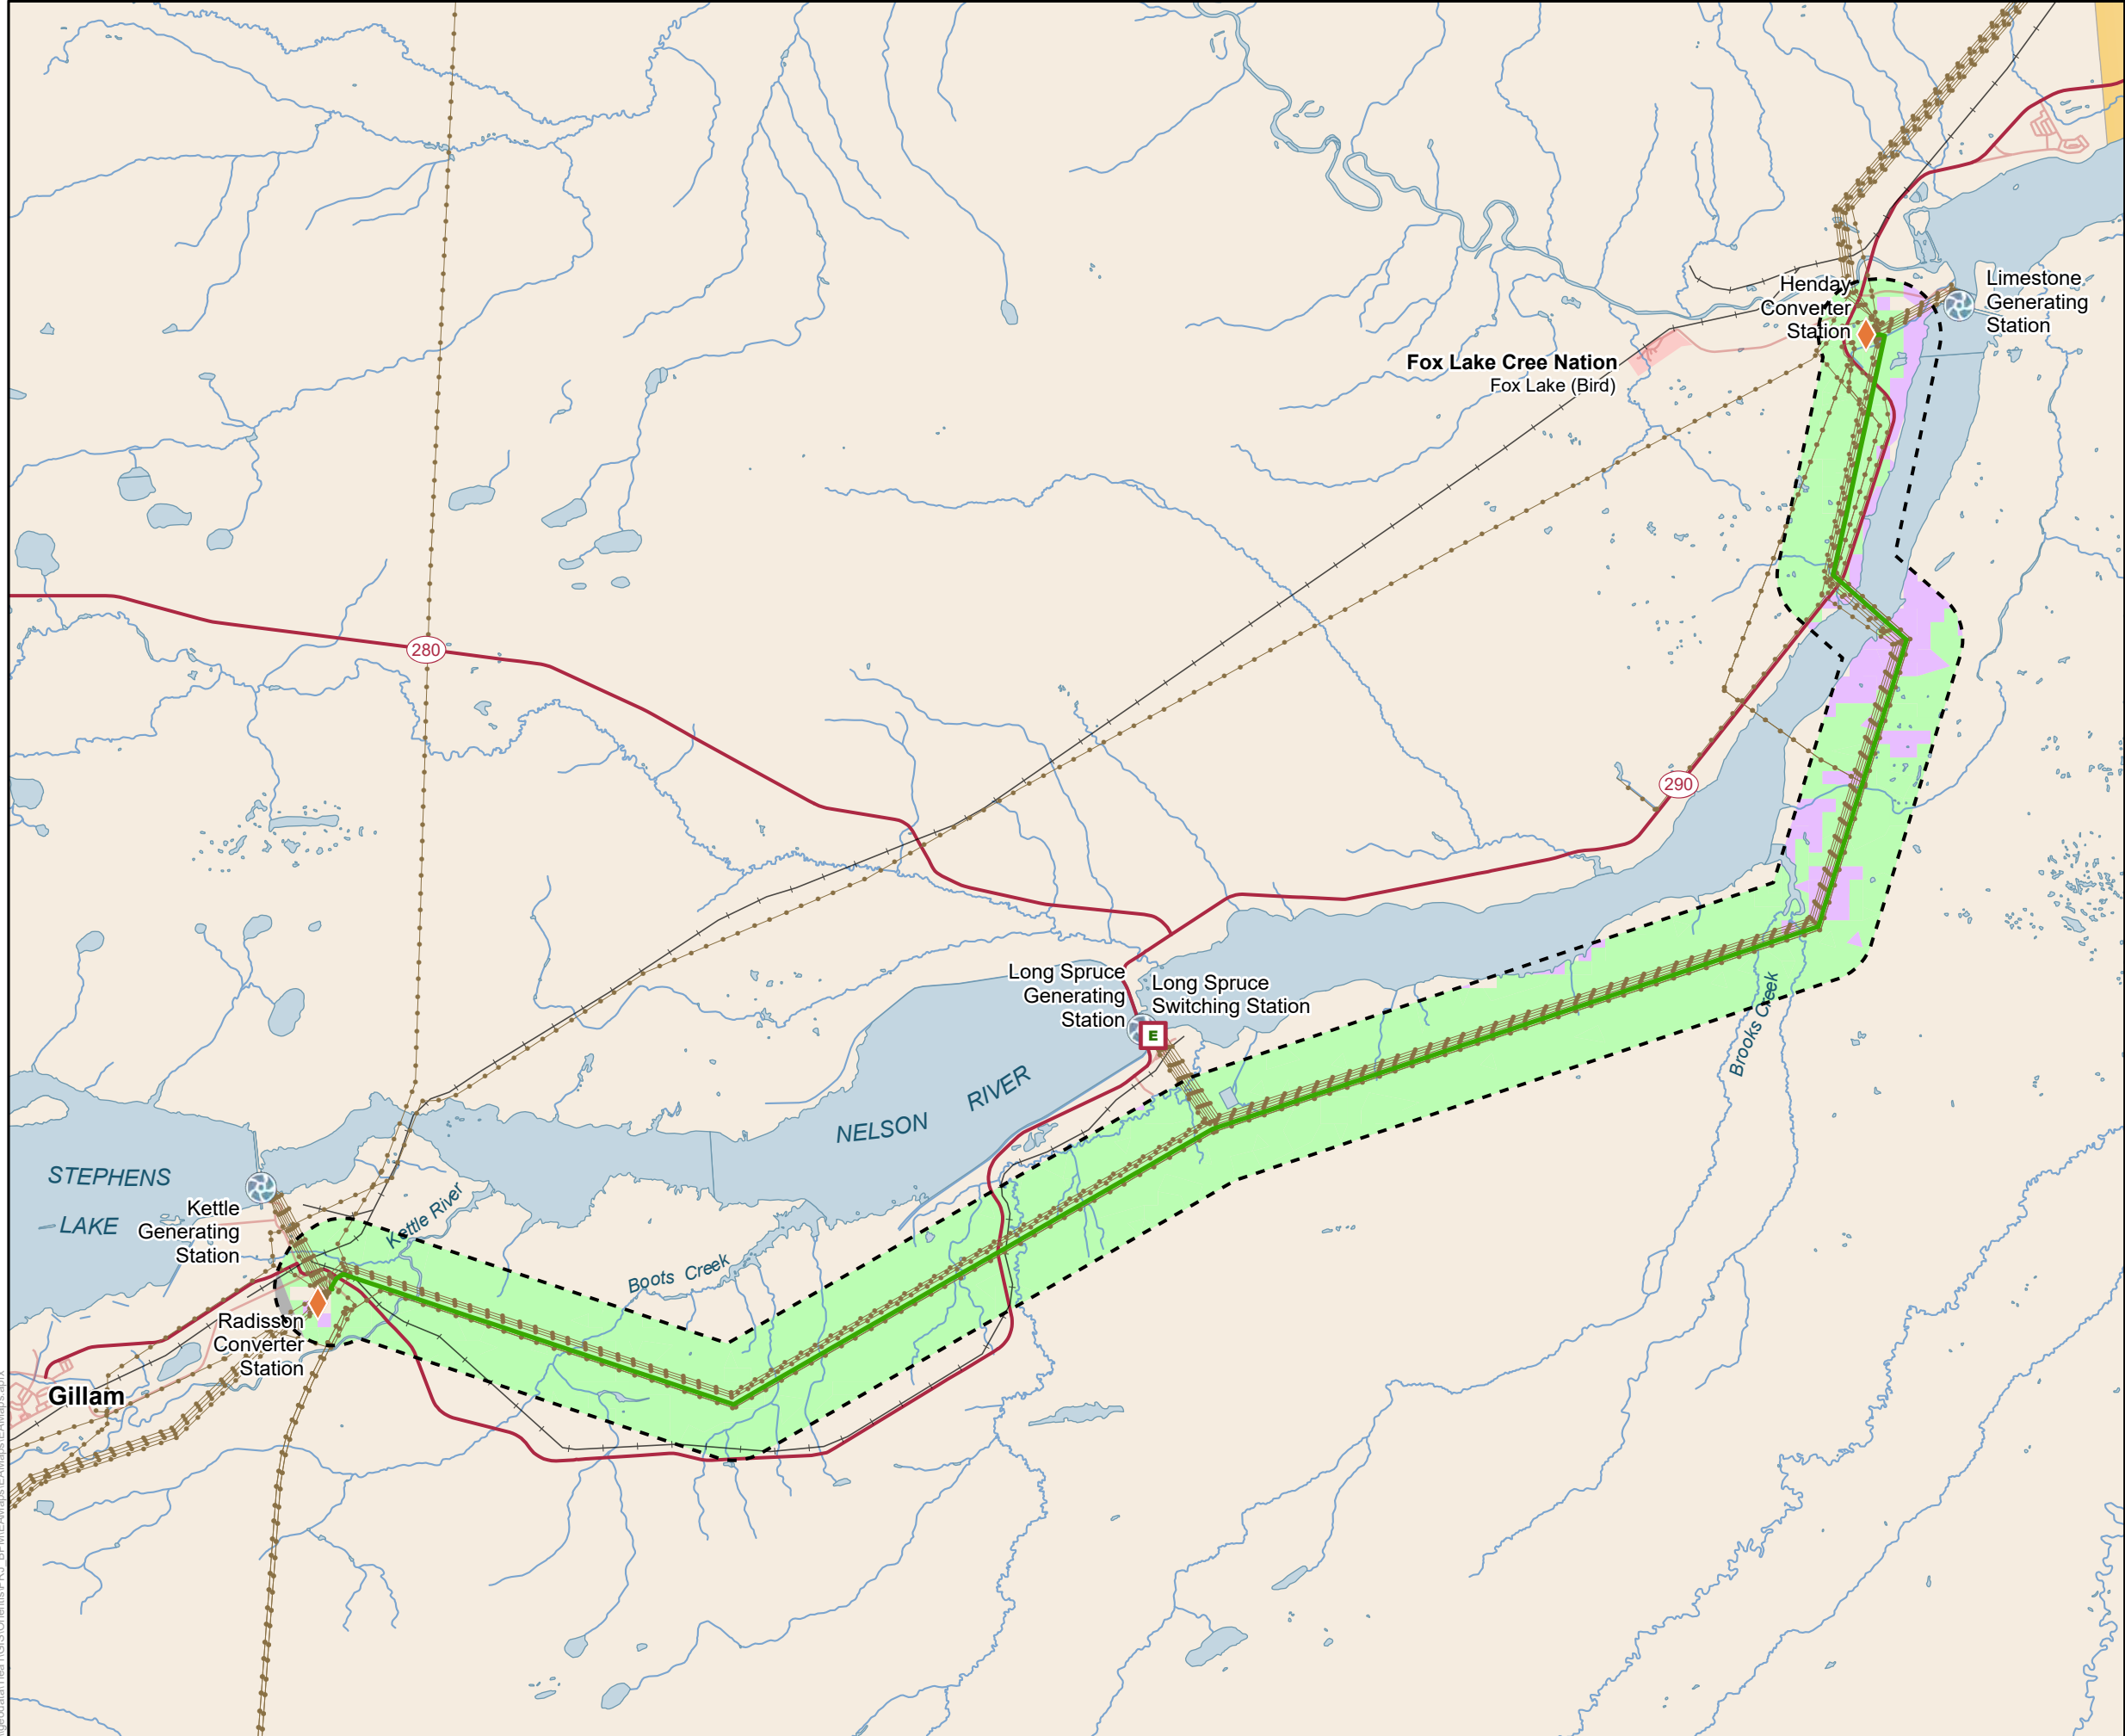 Limestone
Generating
Station
Henday
Converter
Station
Fox Lake Cree Nation
Fox Lake (Bird)
280
290
Long Spruce
Generating
Station
Long Spruce
Switching Station
E
Brooks Creek
NELSON RIVER
STEPHENS
LAKE
Kettle
Generating
Station
Kettle River
Boots Creek
Radisson
Converter
Station
Gillam